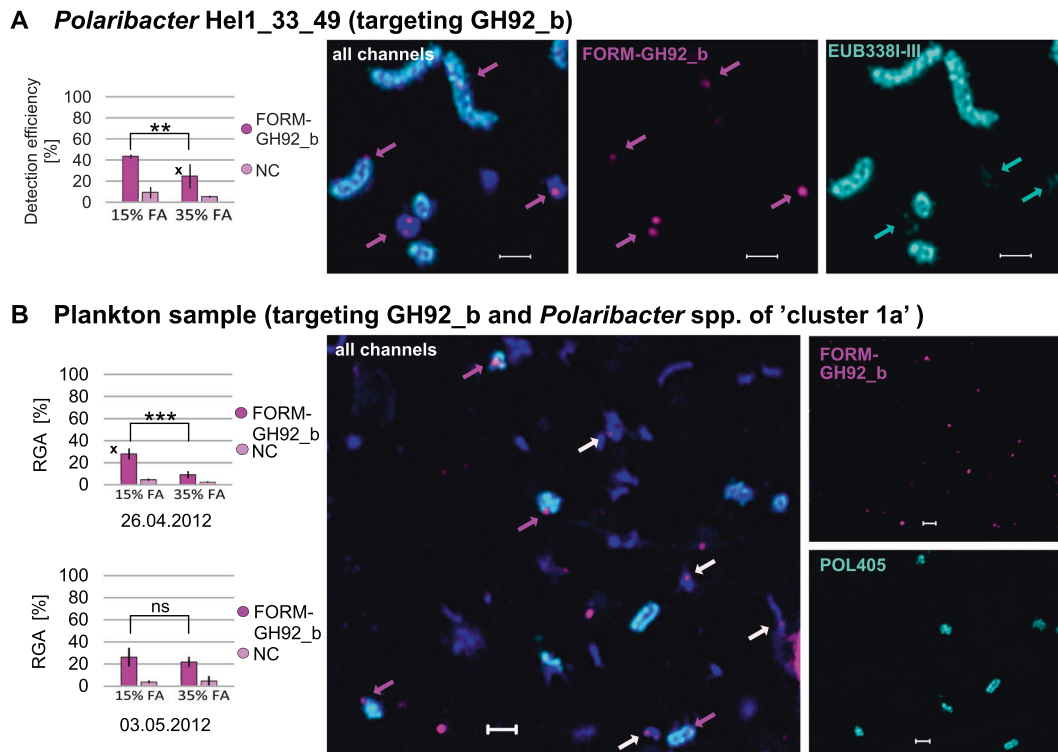 A Polaribacter Hel1_33_49 (targeting GH92_b)
Detection efficiency
[%]
100
80
60
40
20
0
**
x
15% FA 35% FA
FORM-
GH92_b
NC
all channels
FORM-GH92_b
EUB338I-III
B Plankton sample (targeting GH92_b and Polaribacter spp. of ’cluster 1a’ )
RGA [%]
100
80
60
40
20
0
***
x
15% FA 35% FA
26.04.2012
FORM-
GH92_b
NC
RGA [%]
100
80
60
40
20
0
ns
15% FA 35% FA
03.05.2012
FORM-
GH92_b
NC
all channels
FORM-
GH92_b
POL405